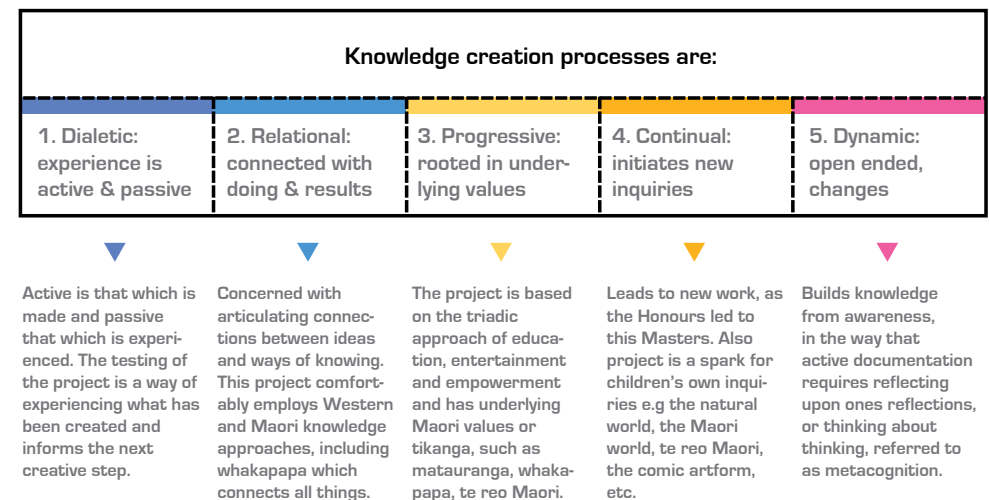 Knowledge creation processes are:
1. Dialetic:
experience is
active & passive
2. Relational:
connected with
doing & results
3. Progressive:
rooted in under-
lying values
4. Continual:
initiates new
inquiries
5. Dynamic:
open ended,
changes
Active is that which is
made and passive
that which is experi-
enced. The testing of
the project is a way of
experiencing what has
been created and
informs the next
creative step.
Concerned with
articulating connec-
tions between ideas
and ways of knowing.
This project comfort-
ably employs Western
and Maori knowledge
approaches, including
whakapapa which
connects all things.
The project is based
on the triadic
approach of educa-
tion, entertainment
and empowerment
and has underlying
Maori values or
tikanga, such as
matauranga, whaka-
papa, te reo Maori.
Leads to new work, as
the Honours led to
this Masters. Also
project is a spark for
children's own inqui-
ries e.g the natural
world, the Maori
world, te reo Maori,
the comic artform,
etc.
Builds knowledge
from awareness,
in the way that
active documentation
requires reflecting
upon ones reflections,
or thinking about
thinking, referred to
as metacognition.